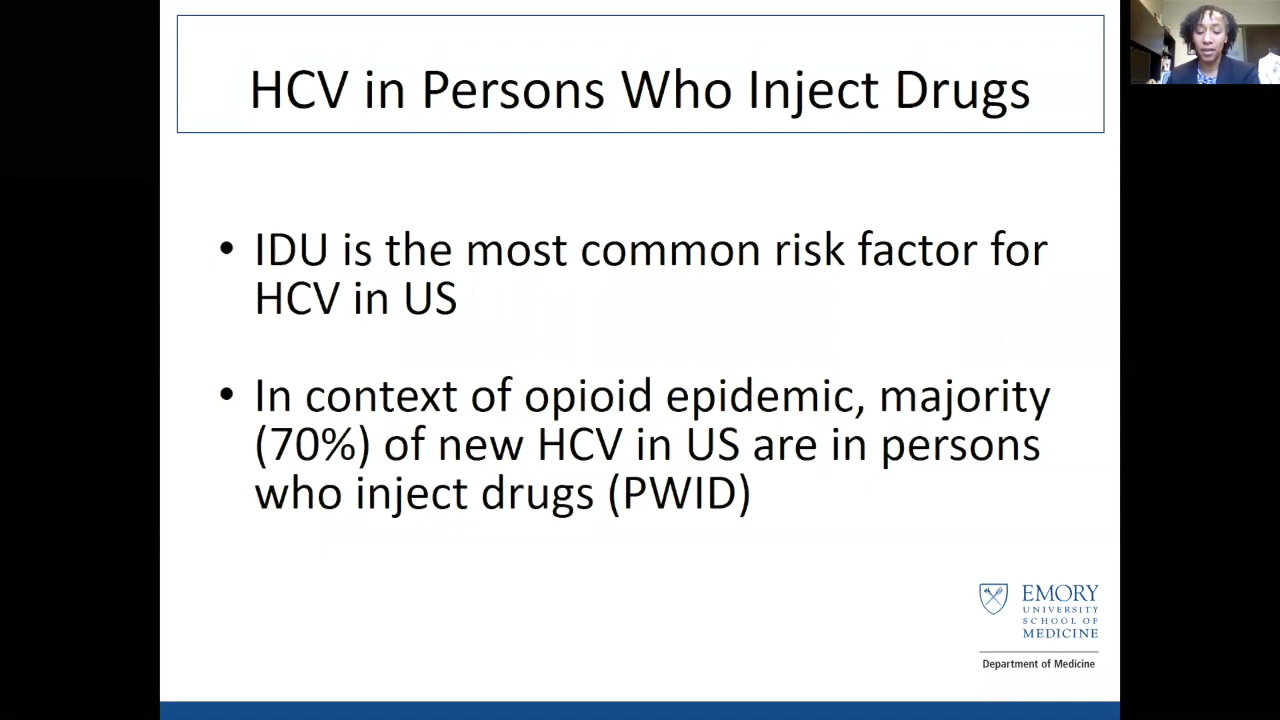 HCV in Persons Who Inject Drugs
• IDU is the most common risk factor for
HCV in US
• In context of opioid epidemic, majority
(70%) of new HCV in US are in persons
who inject drugs (PWID)
EMORY
UNIVERSITY
SCHOOL OF
MEDICINE
Department of Medicine